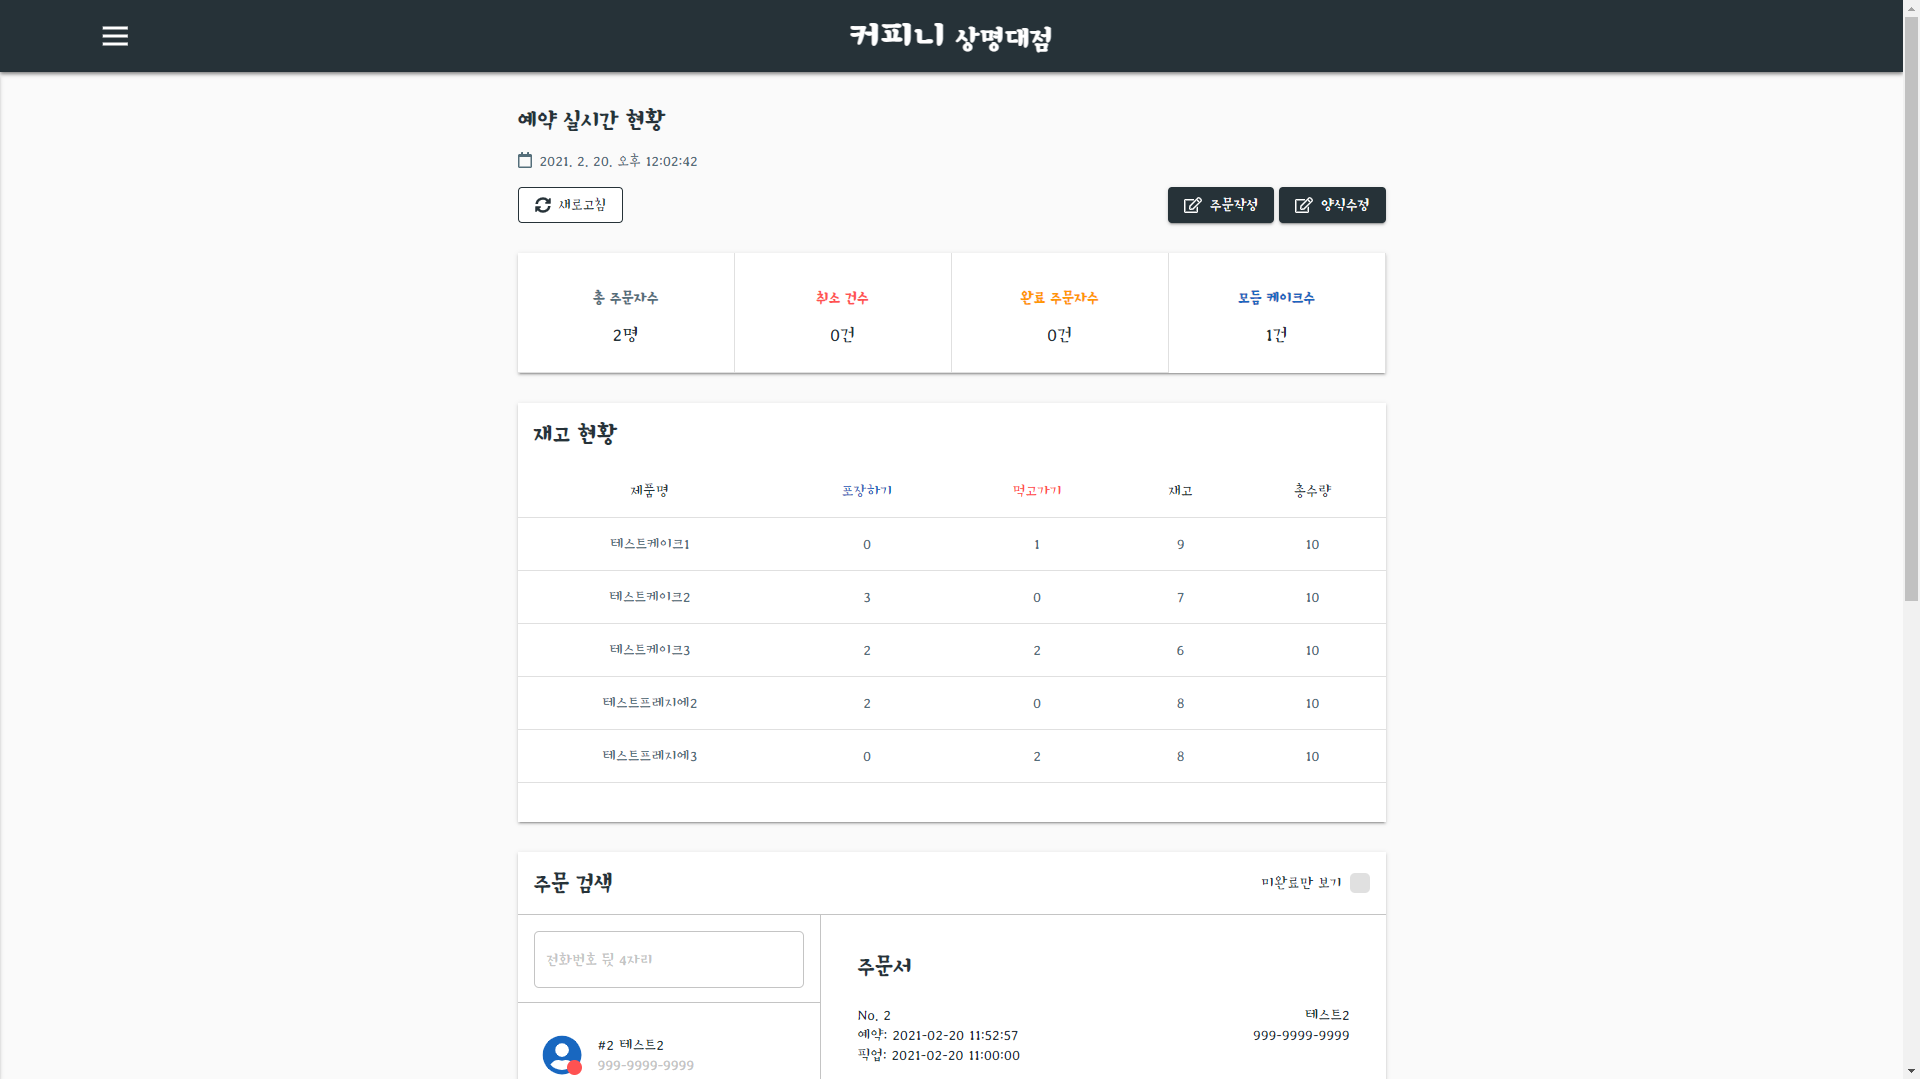 커피니 상명대점
예약 실시간 현황
2021. 2. 20. 오후 12:02:42
새로고침
주문작성
양식수정
총 주문자수 취소 건수 완료 주문자수 모듬 케이크수
2명 0건 0건 1건
재고 현황
제품명 포장하기 먹고가기 재고 총수량
테스트케이크1 0 1 9 10
테스트케이크2 3 0 7 10
테스트케이크3 2 2 6 10
테스트프레지에2 2 0 8 10
테스트프레지에3 0 2 8 10
주문 검색
미완료만 보기
전화번호 뒷 4자리
#2 테스트2
999-9999-9999
주문서
No. 2 테스트2
예약: 2021-02-20 11:52:57 999-9999-9999
픽업: 2021-02-20 11:00:00